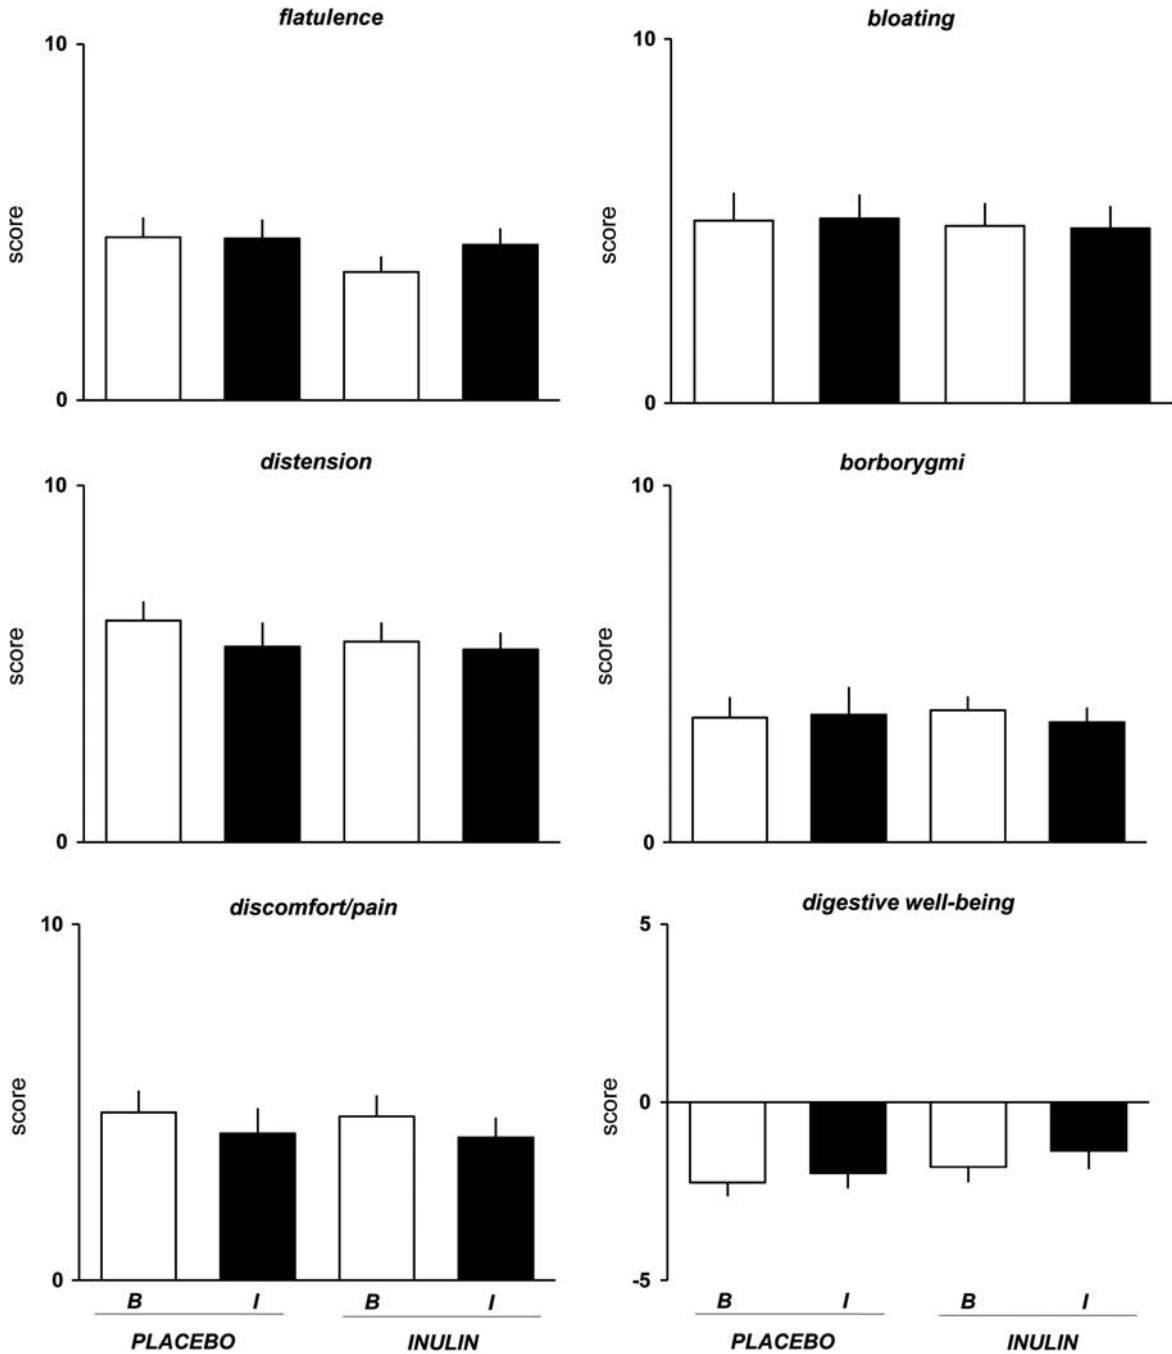 flatulence
10
score
0
bloating
10
score
0
distension
10
score
0
borborygmi
10
score
0
discomfort/pain
10
score
0
B I B I
PLACEBO INULIN
digestive well-being
5
score
0
-5
B I B I
PLACEBO INULIN